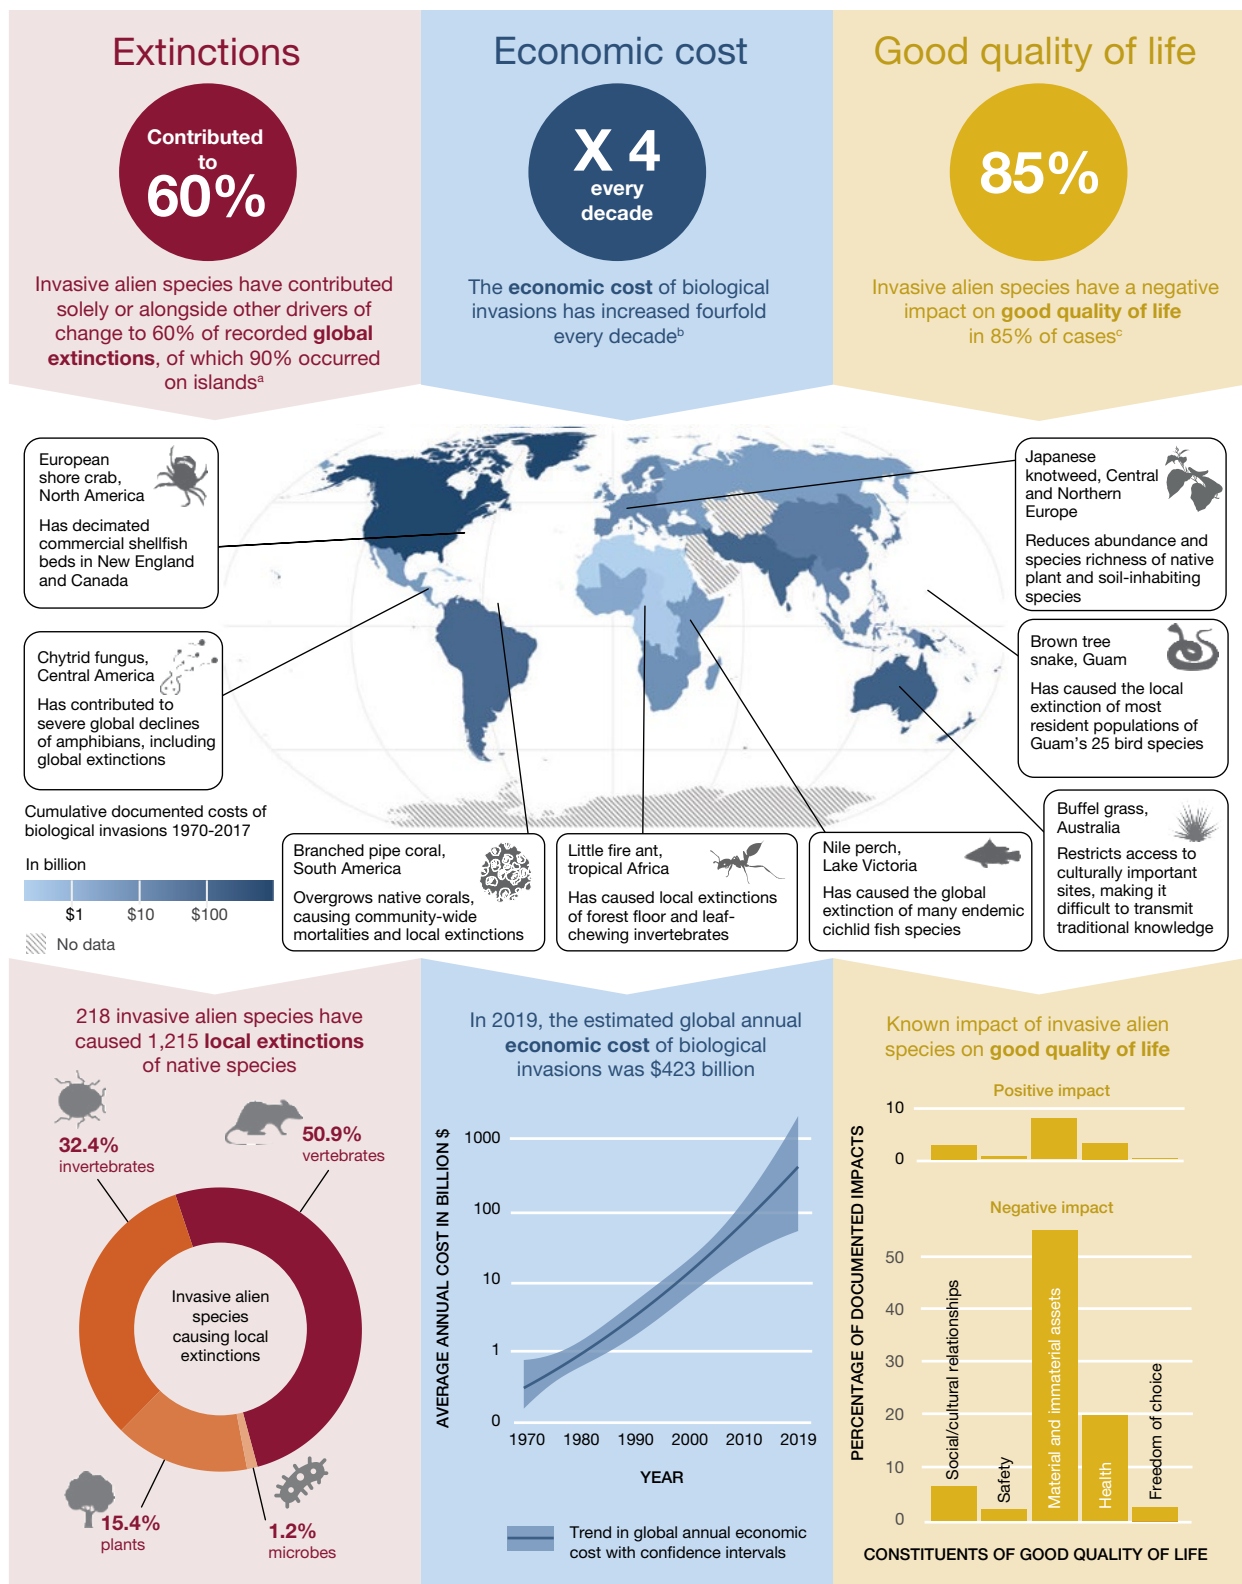 Extinctions
Contributed
to
60%
Invasive alien species have contributed
solely or alongside other drivers of
change to 60% of recorded global
extinctions, of which 90% occurred
on islandsa
Economic cost
X 4
every
decade
The economic cost of biological
invasions has increased fourfold
every decadeb
Good quality of life
85%
Invasive alien species have a negative
impact on good quality of life
in 85% of casesc
European
shore crab,
North America
Has decimated
commercial shellfish
beds in New England
and Canada
Chytrid fungus,
Central America
Has contributed to
severe global declines
of amphibians, including
global extinctions
Japanese
knotweed, Central
and Northern
Europe
Reduces abundance and
species richness of native
plant and soil-inhabiting
species
Brown tree
snake, Guam
Has caused the local
extinction of most
resident populations of
Guam's 25 bird species
Cumulative documented costs of
biological invasions 1970-2017
In billion
$1
$10
$100
No data
Branched pipe coral,
South America
Overgrows native corals,
causing community-wide
mortalities and local extinctions
Little fire ant,
tropical Africa
Has caused local extinctions
of forest floor and leaf-
chewing invertebrates
Nile perch,
Lake Victoria
Has caused the global
extinction of many endemic
cichlid fish species
Buffel grass,
Australia
Restricts access to
culturally important
sites, making it
difficult to transmit
traditional knowledge
218 invasive alien species have
caused 1,215 local extinctions
of native species
32.4%
invertebrates
50.9%
vertebrates
Invasive alien
species
causing local
extinctions
15.4%
plants
1.2%
microbes
In 2019, the estimated global annual
economic cost of biological
invasions was $423 billion
AVERAGE ANNUAL COST IN BILLION $
1000
100
10
1
0
1970
1980
1990
2000
2010
2019
YEAR
Trend in global annual economic
cost with confidence intervals
Known impact of invasive alien
species on good quality of life
PERCENTAGE OF DOCUMENTED IMPACTS
Positive impact
10
0
Negative impact
50
40
30
20
10
0
Social/cultural relationships
Safety
Material and immaterial assets
Health
Freedom of choice
CONSTITUENTS OF GOOD QUALITY OF LIFE